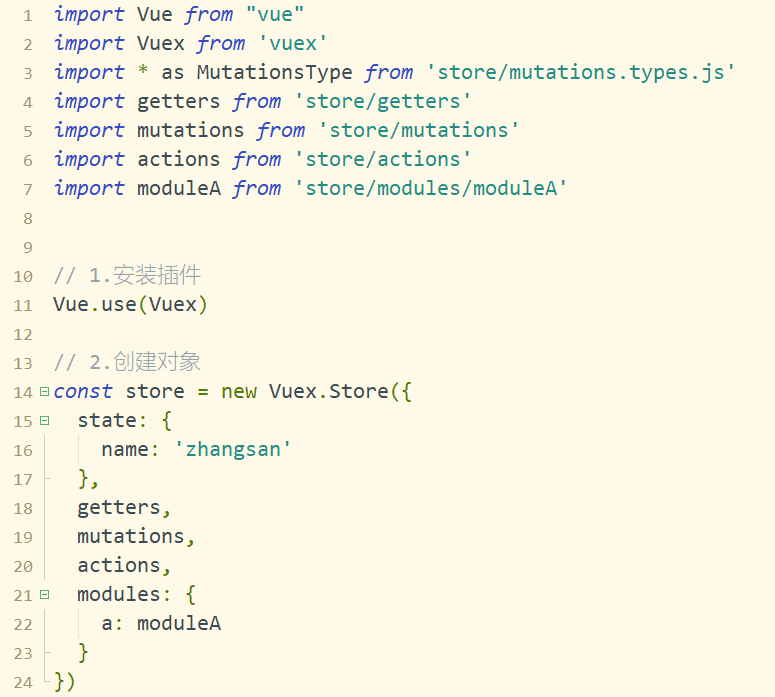 1 import Vue from "vue"
2 import Vuex from 'vuex'
3 import * as MutationsType from 'store/mutations.types.js'
4 import getters from 'store/getters'
5 import mutations from 'store/mutations'
6 import actions from 'store/actions'
7 import moduleA from 'store/modules/moduleA'
8
9
10 // 1.安装插件
11 Vue.use(Vuex)
12
13 // 2.创建对象
14 const store = new Vuex.Store({
15   state: {
16     name: 'zhangsan'
17   },
18   getters,
19   mutations,
20   actions,
21   modules: {
22     a: moduleA
23   }
24 })